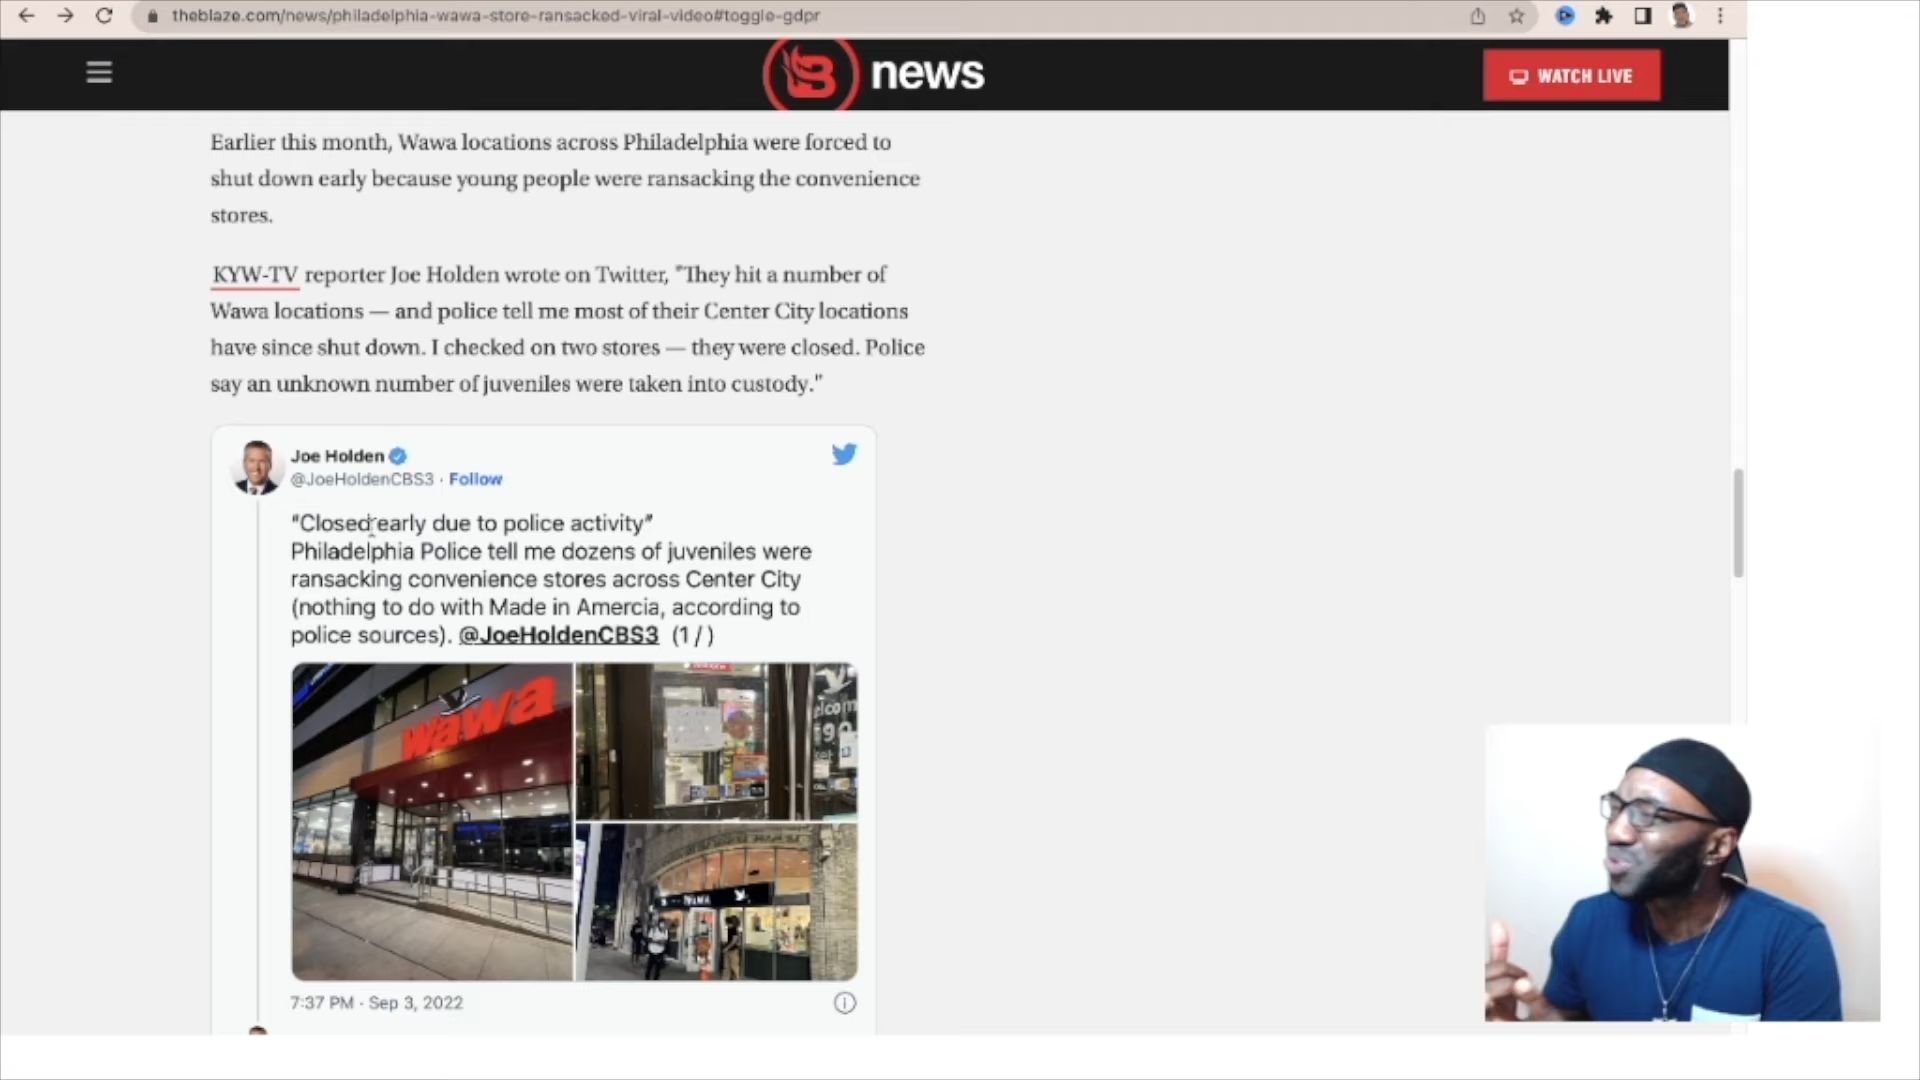 theblaze.com/news/philadelphia-wawa-store-ransacked-viral-video#toggle-gdpr
news
WATCH LIVE
Earlier this month, Wawa locations across Philadelphia were forced to
shut down early because young people were ransacking the convenience
stores.
KYW-TV reporter Joe Holden wrote on Twitter, "They hit a number of
Wawa locations — and police tell me most of their Center City locations
have since shut down. I checked on two stores — they were closed. Police
say an unknown number of juveniles were taken into custody."
Joe Holden
@JoeHoldenCBS3 · Follow
"Closed early due to police activity"
Philadelphia Police tell me dozens of juveniles were
ransacking convenience stores across Center City
(nothing to do with Made in Amercia, according to
police sources). @JoeHoldenCBS3 (1/)
wawa
7:37 PM · Sep 3, 2022